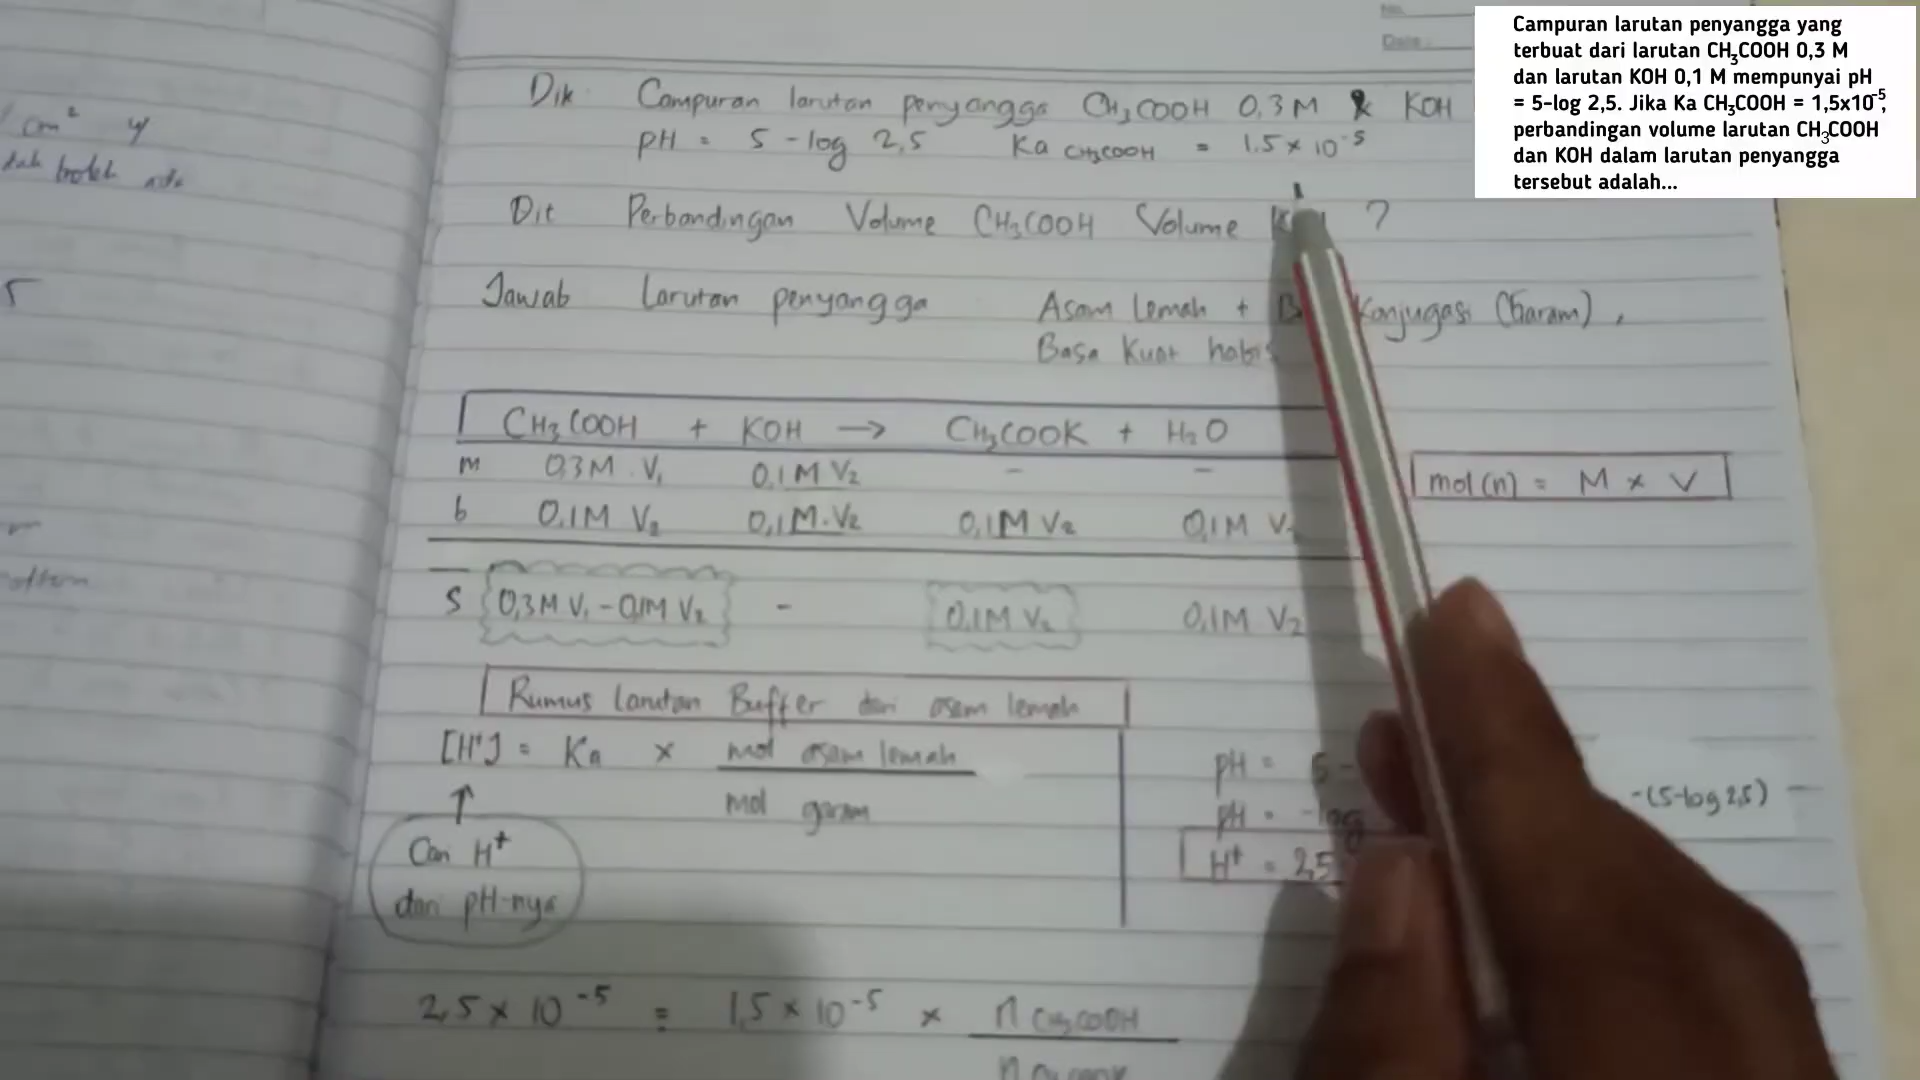 Campuran larutan penyangga yang
terbuat dari larutan CH₃COOH 0,3 M
dan larutan KOH 0,1 M mempunyai pH
= 5-log 2,5. Jika Ka CH₃COOH = 1,5x10⁻⁵,
perbandingan volume larutan CH₃COOH
dan KOH dalam larutan penyangga
tersebut adalah...
No.
Date :
cm²
boleh ada
Dik Campuran larutan penyangga CH₃COOH 0,3 M & KOH
pH = 5 - log 2,5 Ka CH₃COOH = 1.5 × 10⁻⁵
Dit Perbandingan Volume CH₃COOH Volume ?
Jawab larutan penyangga Asam lemah + Konjugasi (Garam),
Basa Kuat habis
CH₃COOH + KOH → CH₃COOK + H₂O
m 0,3M . V₁ 0,1 M V₂ - -
b 0.1M V₂ 0,1M.V₂ 0,1M V₂ 0,1M V₂
S 0,3M V₁ - 0,1M V₂ - 0,1M V₂ 0,1M V₂
mol (n) = M × V
Rumus Larutan Buffer dari asam lemah
[H⁺] = Ka × mol asam lemah
mol garam
↑
Cari H⁺
dari pH-nya
pH = 5 -
pH = -log
H⁺ = 2,5
-(5-log 2,5)
2,5 × 10⁻⁵ = 1,5 × 10⁻⁵ × n CH₃COOH